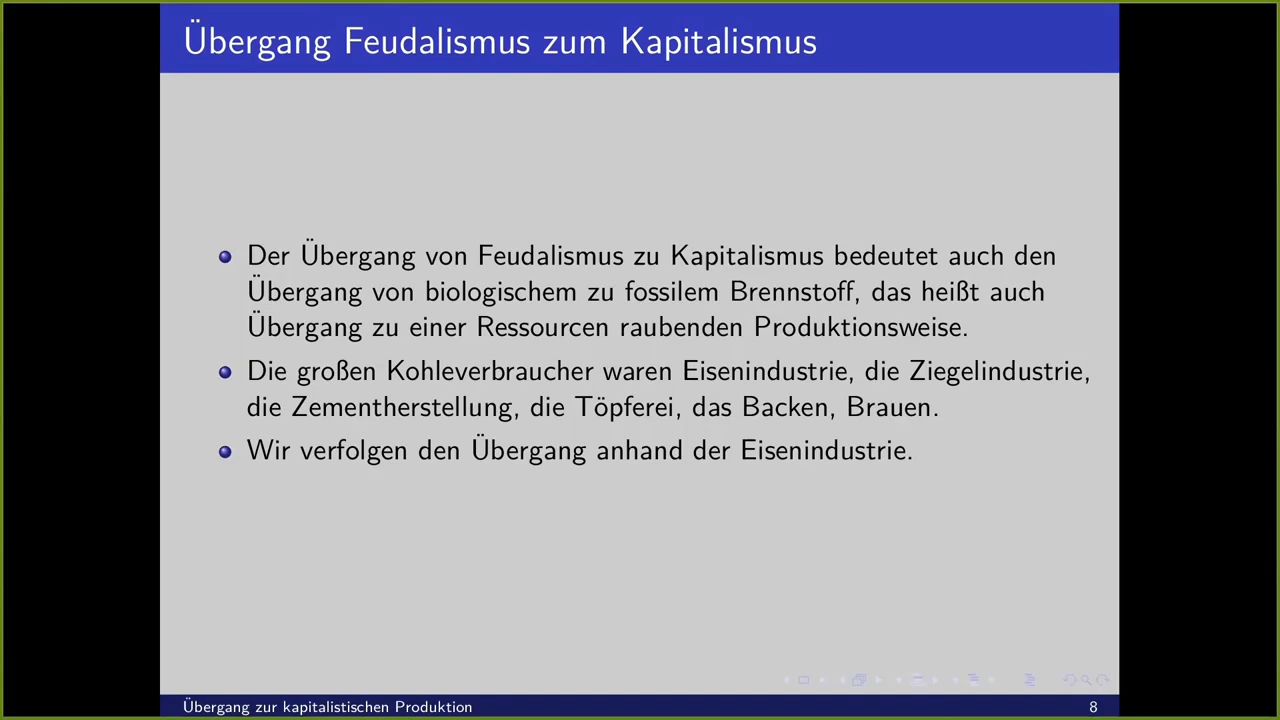 Übergang Feudalismus zum Kapitalismus
Der Übergang von Feudalismus zu Kapitalismus bedeutet auch den
Übergang von biologischem zu fossilem Brennstoff, das heißt auch
Übergang zu einer Ressourcen raubenden Produktionsweise.
Die großen Kohleverbraucher waren Eisenindustrie, die Ziegelindustrie,
die Zementherstellung, die Töpferei, das Backen, Brauen.
Wir verfolgen den Übergang anhand der Eisenindustrie.
Übergang zur kapitalistischen Produktion
8